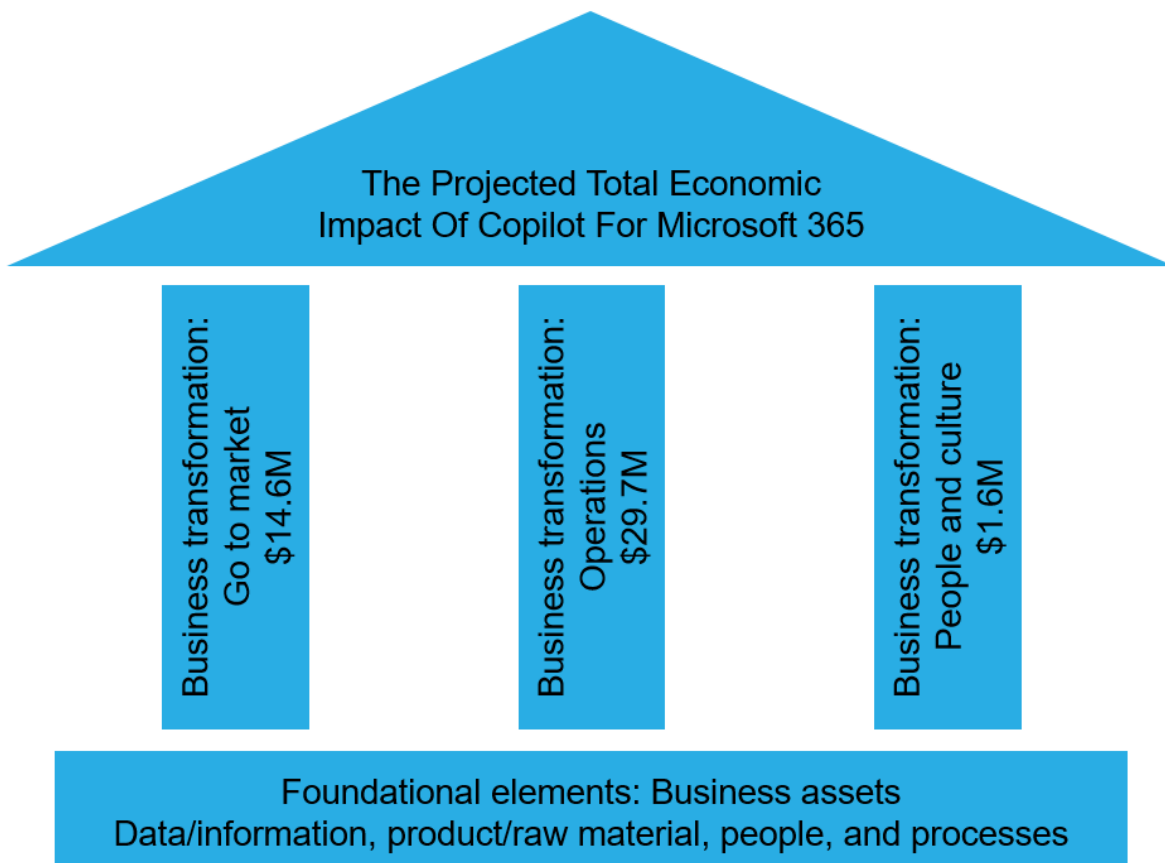 The Projected Total Economic
Impact Of Copilot For Microsoft 365
Business transformation:
Go to market
$14.6M
Business transformation:
Operations
$29.7M
Business transformation:
People and culture
$1.6M
Foundational elements: Business assets
Data/information, product/raw material, people, and processes